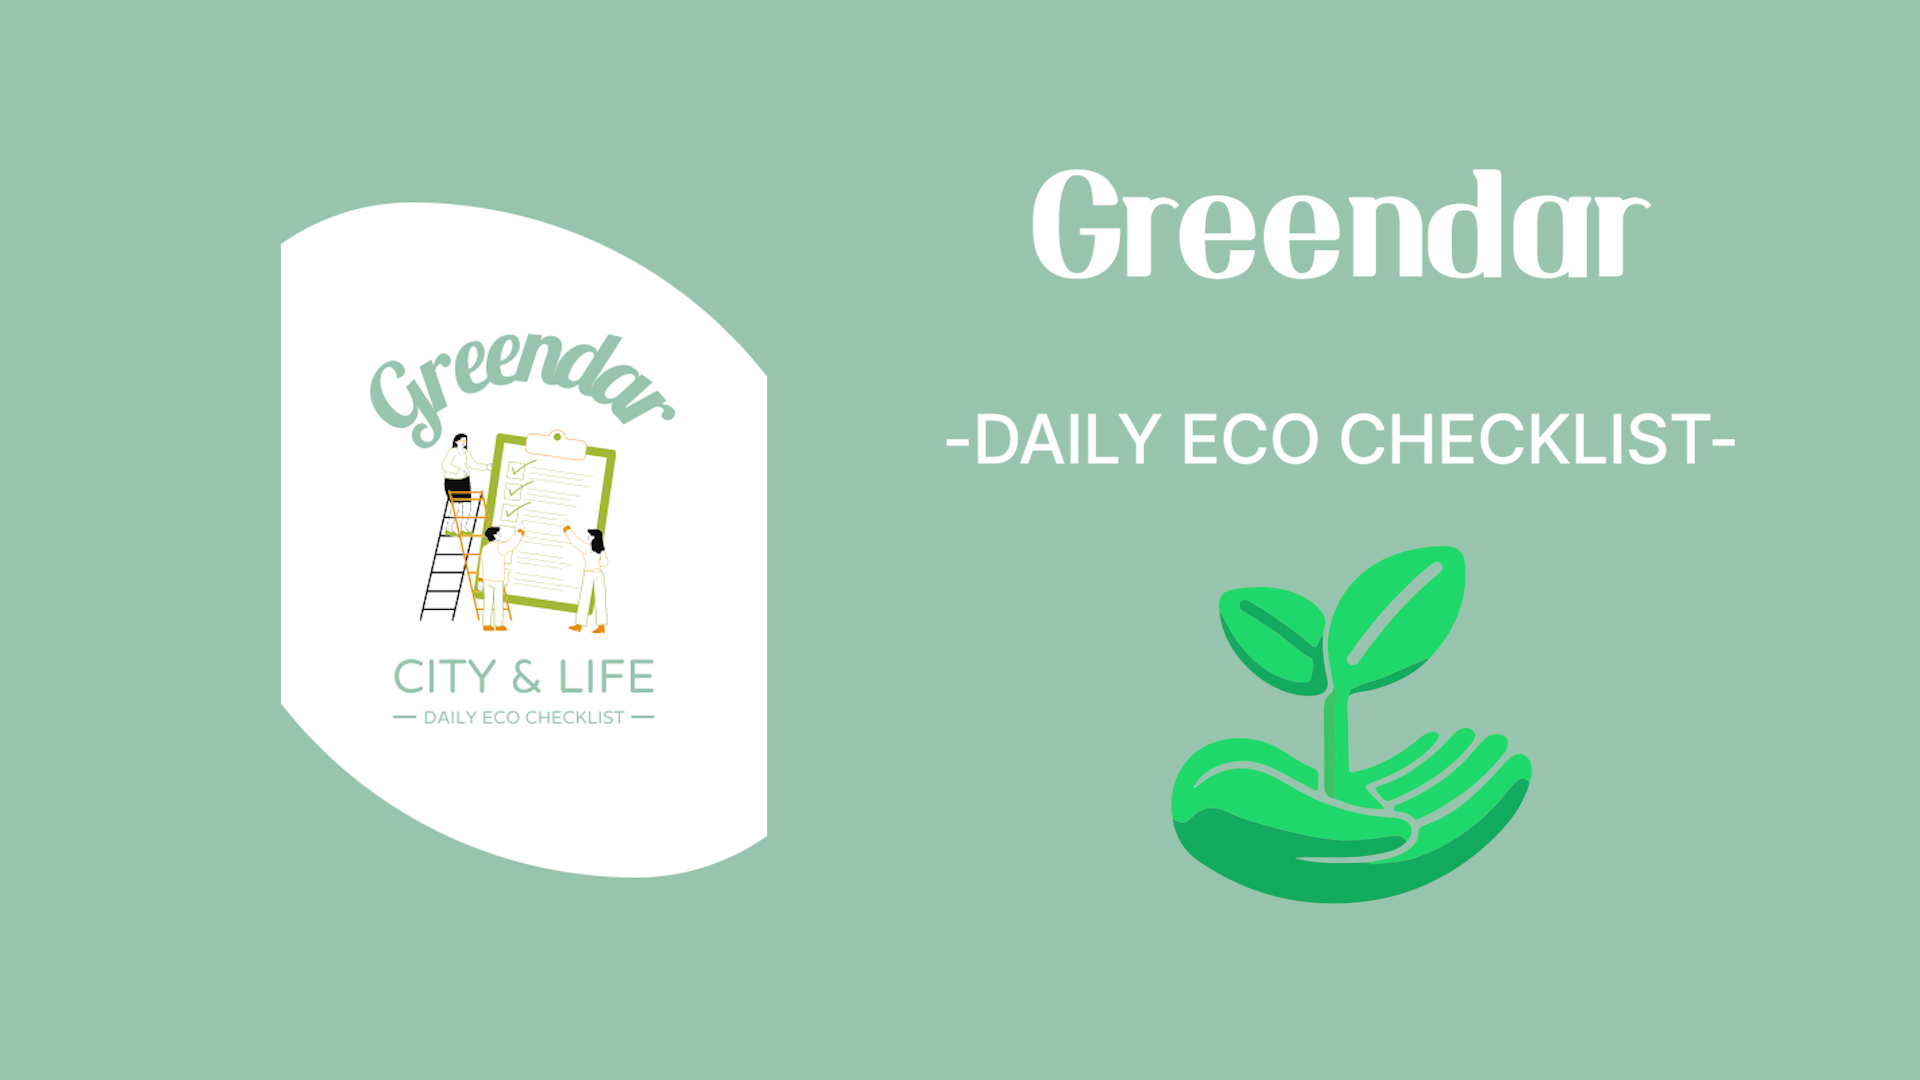 Greendar
CITY & LIFE
— DAILY ECO CHECKLIST —
Greendar
-DAILY ECO CHECKLIST-